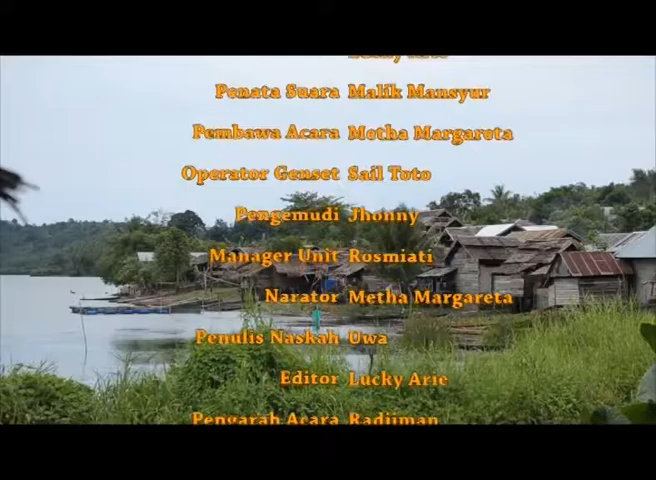 Penata Suara Malik Mansyur
Pembawa Acara Metha Margareta
Operator Genset Sail Toto
Pengemudi Jhonny
Manager Unit Rosmiati
Narator Metha Margareta
Penulis Naskah Uwa
Editor Lucky Arie
Pengarah Acara Radjiman